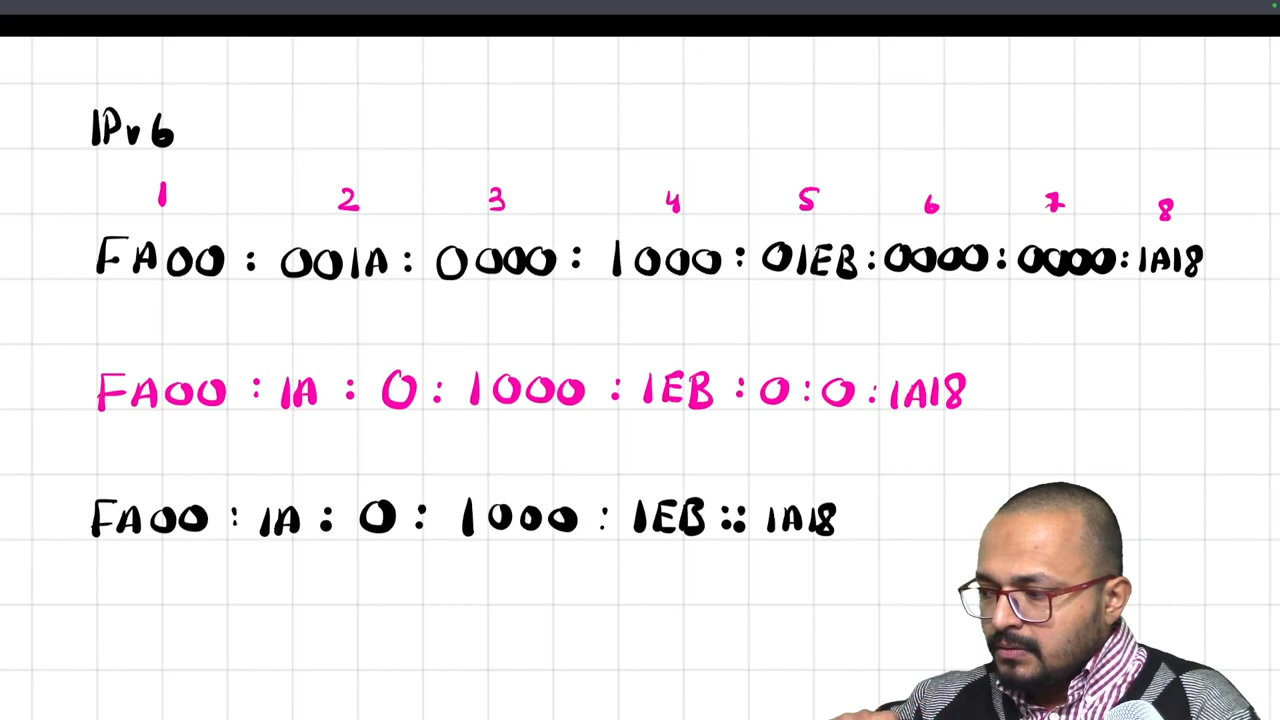 IPv6
1 2 3 4 5 6 7 8
FA00 : 001A : 0000 : 1000 : 01EB : 0000 : 0000 : 1A18
FA00 : 1A : 0 : 1000 : 1EB : 0 : 0 : 1A18
FA00 : 1A : 0 : 1000 : 1EB :: 1A18